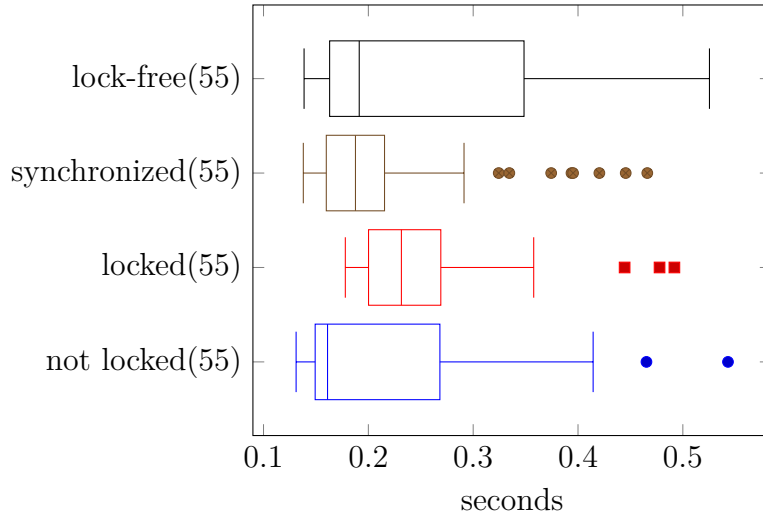 lock-free(55)
synchronized(55)
locked(55)
not locked(55)
0.1 0.2 0.3 0.4 0.5
seconds